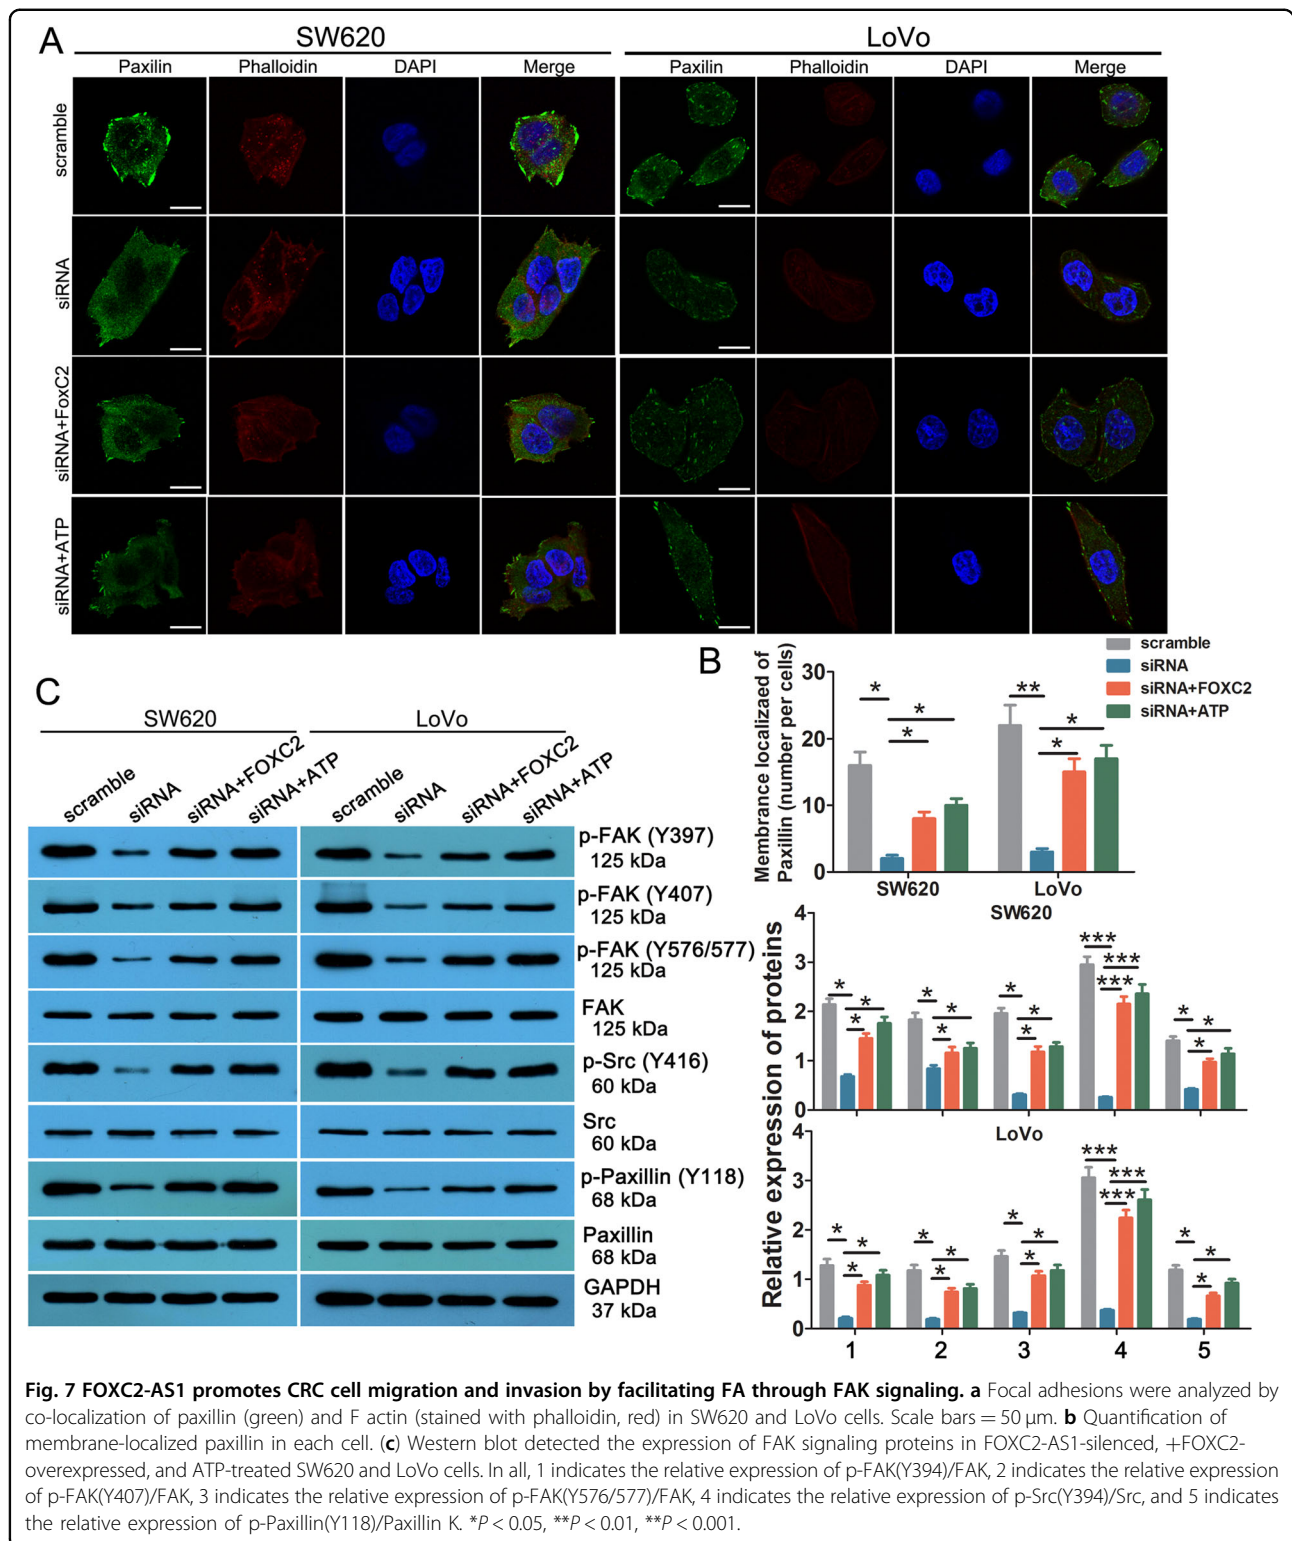 A
SW620
LoVo
Paxilin Phalloidin DAPI Merge Paxilin Phalloidin DAPI Merge
scramble
siRNA
siRNA+FoxC2
siRNA+ATP
B
scramble
siRNA
siRNA+FOXC2
siRNA+ATP
Membrance localizaed of
Paxillin (number per cells)
30
20
10
0
* * * ** * *
SW620 LoVo
C
SW620 LoVo
scramble siRNA siRNA+FOXC2 siRNA+ATP scramble siRNA siRNA+FOXC2 siRNA+ATP
p-FAK (Y397)
125 kDa
p-FAK (Y407)
125 kDa
p-FAK (Y576/577)
125 kDa
FAK
125 kDa
p-Src (Y416)
60 kDa
Src
60 kDa
p-Paxillin (Y118)
68 kDa
Paxillin
68 kDa
GAPDH
37 kDa
SW620
Relative expression of proteins
4
3
2
1
0
* * * * * * * * * *** *** *** * * *
LoVo
Relative expression of proteins
4
3
2
1
0
* * * * * * * * * *** *** *** * * *
1 2 3 4 5
Fig. 7 FOXC2-AS1 promotes CRC cell migration and invasion by facilitating FA through FAK signaling. a Focal adhesions were analyzed by
co-localization of paxillin (green) and F actin (stained with phalloidin, red) in SW620 and LoVo cells. Scale bars = 50 μm. b Quantification of
membrane-localized paxillin in each cell. (c) Western blot detected the expression of FAK signaling proteins in FOXC2-AS1-silenced, +FOXC2-
overexpressed, and ATP-treated SW620 and LoVo cells. In all, 1 indicates the relative expression of p-FAK(Y394)/FAK, 2 indicates the relative expression
of p-FAK(Y407)/FAK, 3 indicates the relative expression of p-FAK(Y576/577)/FAK, 4 indicates the relative expression of p-Src(Y394)/Src, and 5 indicates
the relative expression of p-Paxillin(Y118)/Paxillin K. *P < 0.05, **P < 0.01, **P < 0.001.